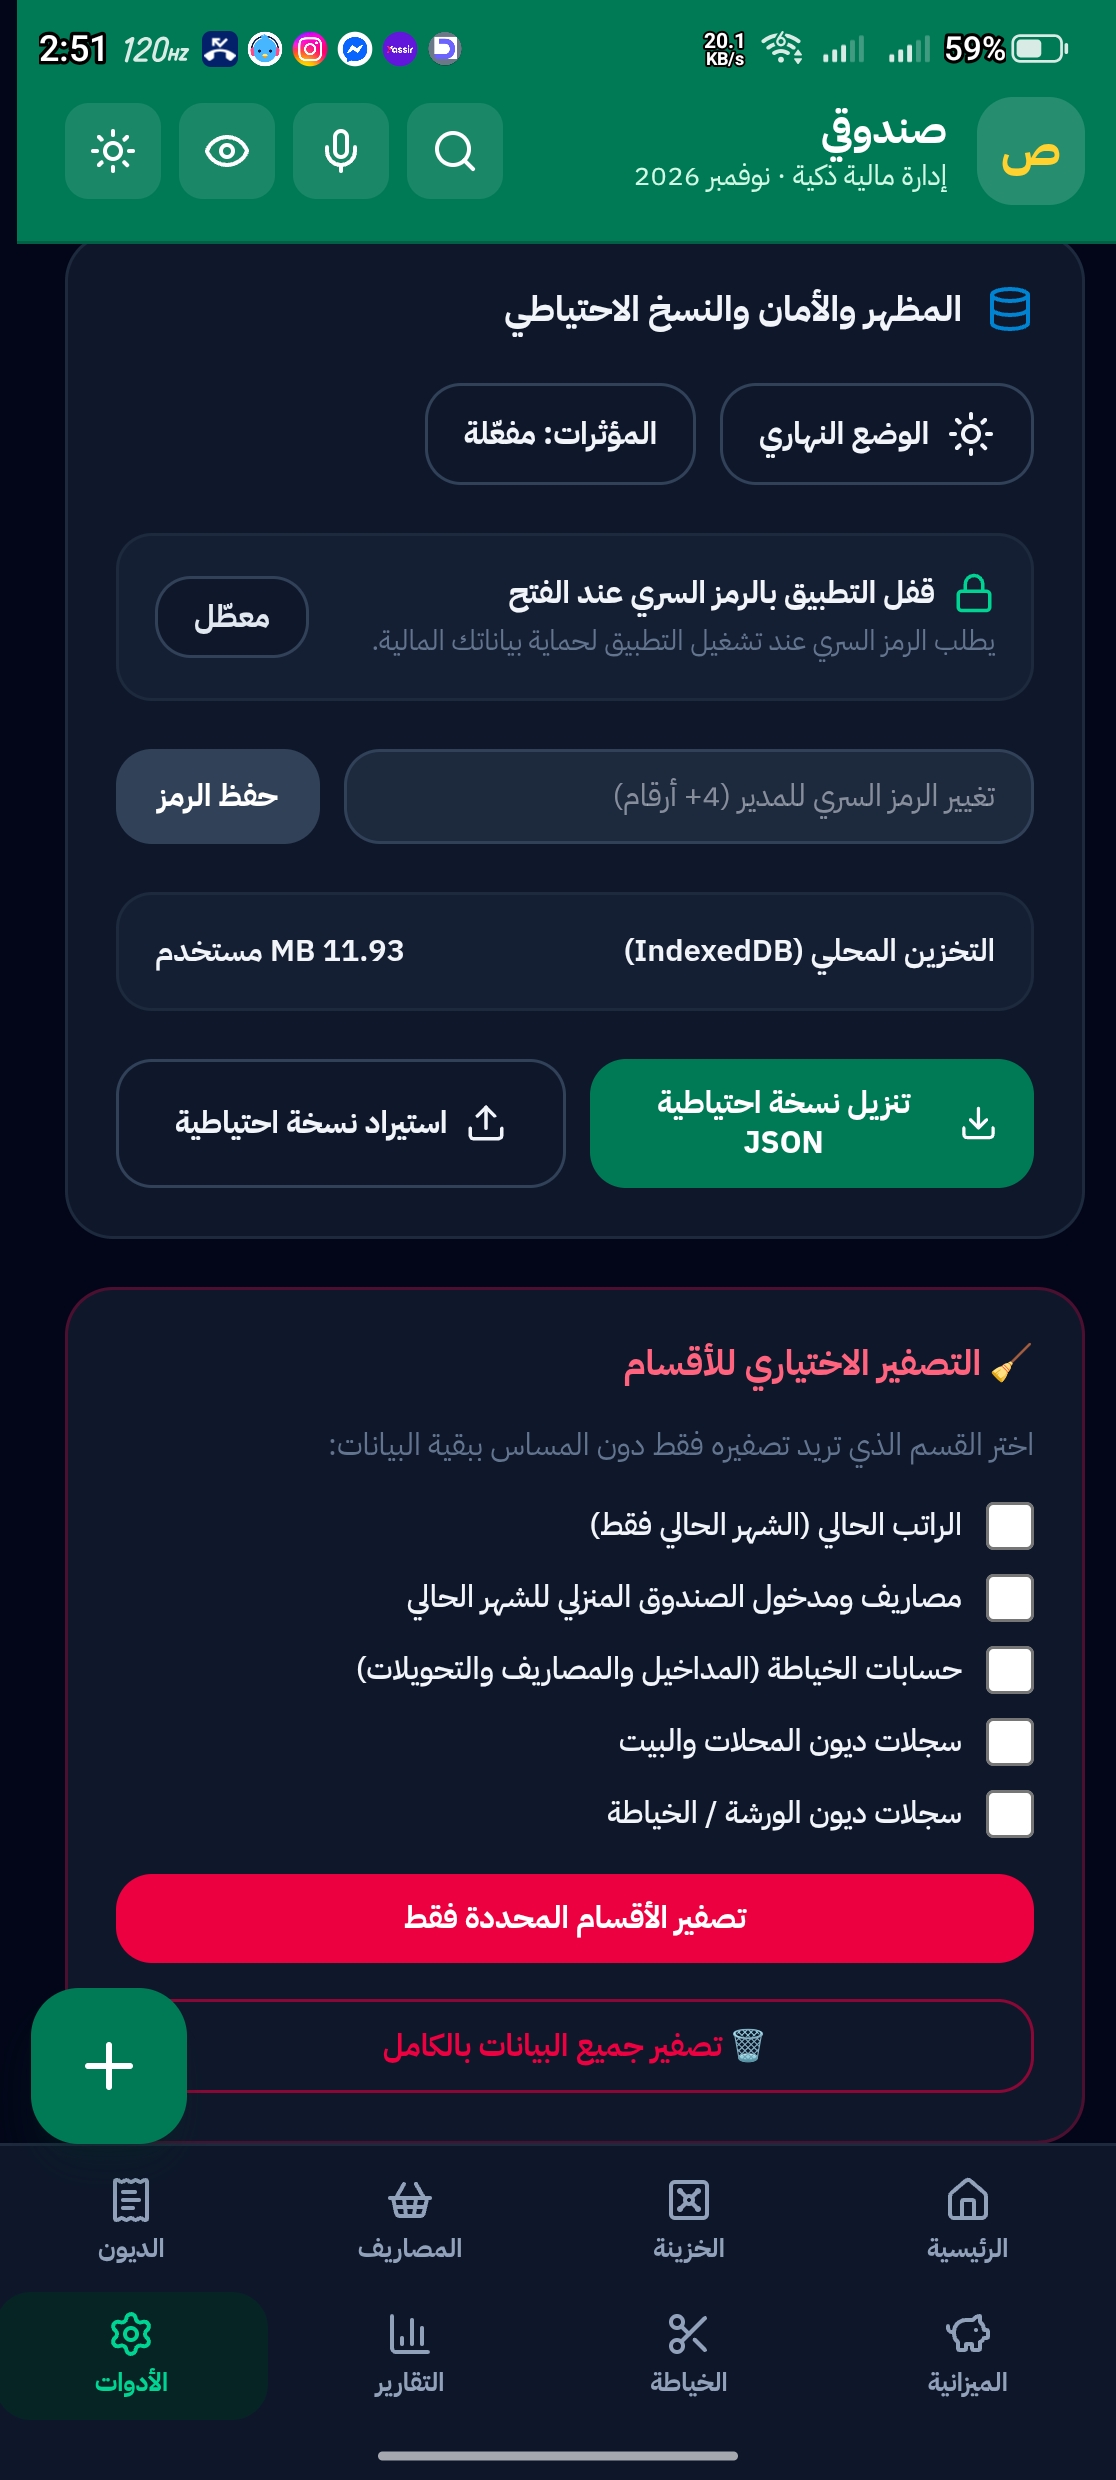 2:51 120HZ Yassir 20.1 KB/s 6 59%
ص
صندوقي
إدارة مالية ذكية · نوفمبر 2026
المظهر والأمان والنسخ الاحتياطي
الوضع النهاري
المؤثرات: مفعّلة
قفل التطبيق بالرمز السري عند الفتح
يطلب الرمز السري عند تشغيل التطبيق لحماية بياناتك المالية.
معطّل
تغيير الرمز السري للمدير (4+ أرقام)
حفظ الرمز
التخزين المحلي (IndexedDB)
11.93 MB مستخدم
تنزيل نسخة احتياطية
JSON
استيراد نسخة احتياطية
🧹 التصفير الاختياري للأقسام
اختر القسم الذي تريد تصفيره فقط دون المساس ببقية البيانات:
الراتب الحالي (الشهر الحالي فقط)
مصاريف ومدخول الصندوق المنزلي للشهر الحالي
حسابات الخياطة (المداخيل والمصاريف والتحويلات)
سجلات ديون المحلات والبيت
سجلات ديون الورشة / الخياطة
تصفير الأقسام المحددة فقط
🗑️ تصفير جميع البيانات بالكامل
الرئيسية
الخزينة
المصاريف
الديون
الميزانية
الخياطة
التقارير
الأدوات